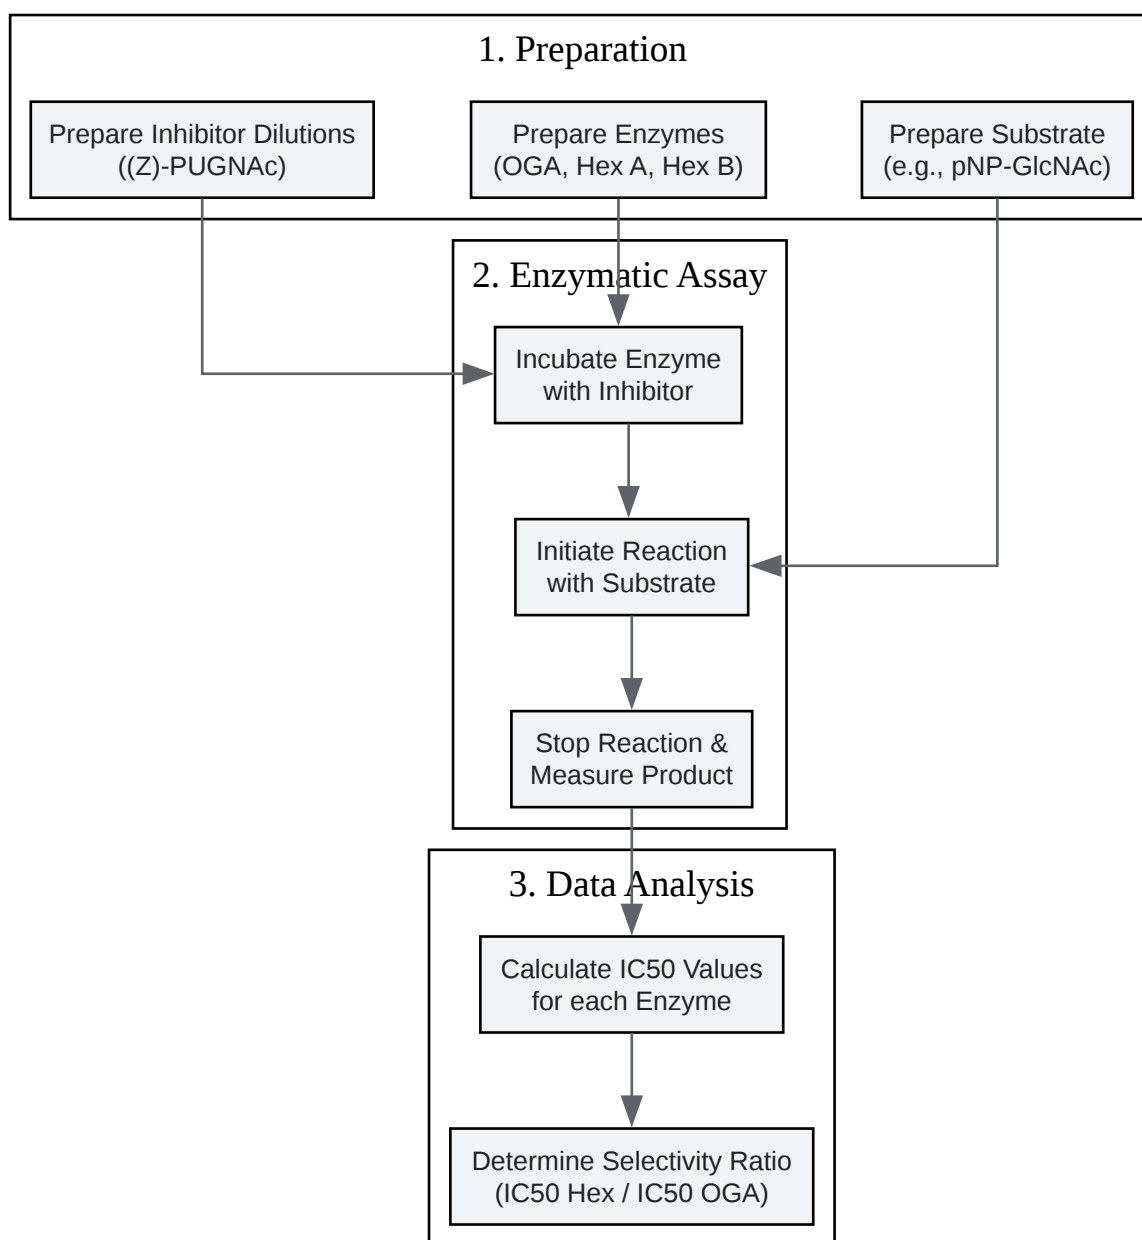 1. Preparation
Prepare Inhibitor Dilutions
((Z)-PUGNAc)
Prepare Enzymes
(OGA, Hex A, Hex B)
Prepare Substrate
(e.g., pNP-GlcNAc)
2. Enzymatic Assay
Incubate Enzyme
with Inhibitor
Initiate Reaction
with Substrate
Stop Reaction &
Measure Product
3. Data Analysis
Calculate IC50 Values
for each Enzyme
Determine Selectivity Ratio
(IC50 Hex / IC50 OGA)